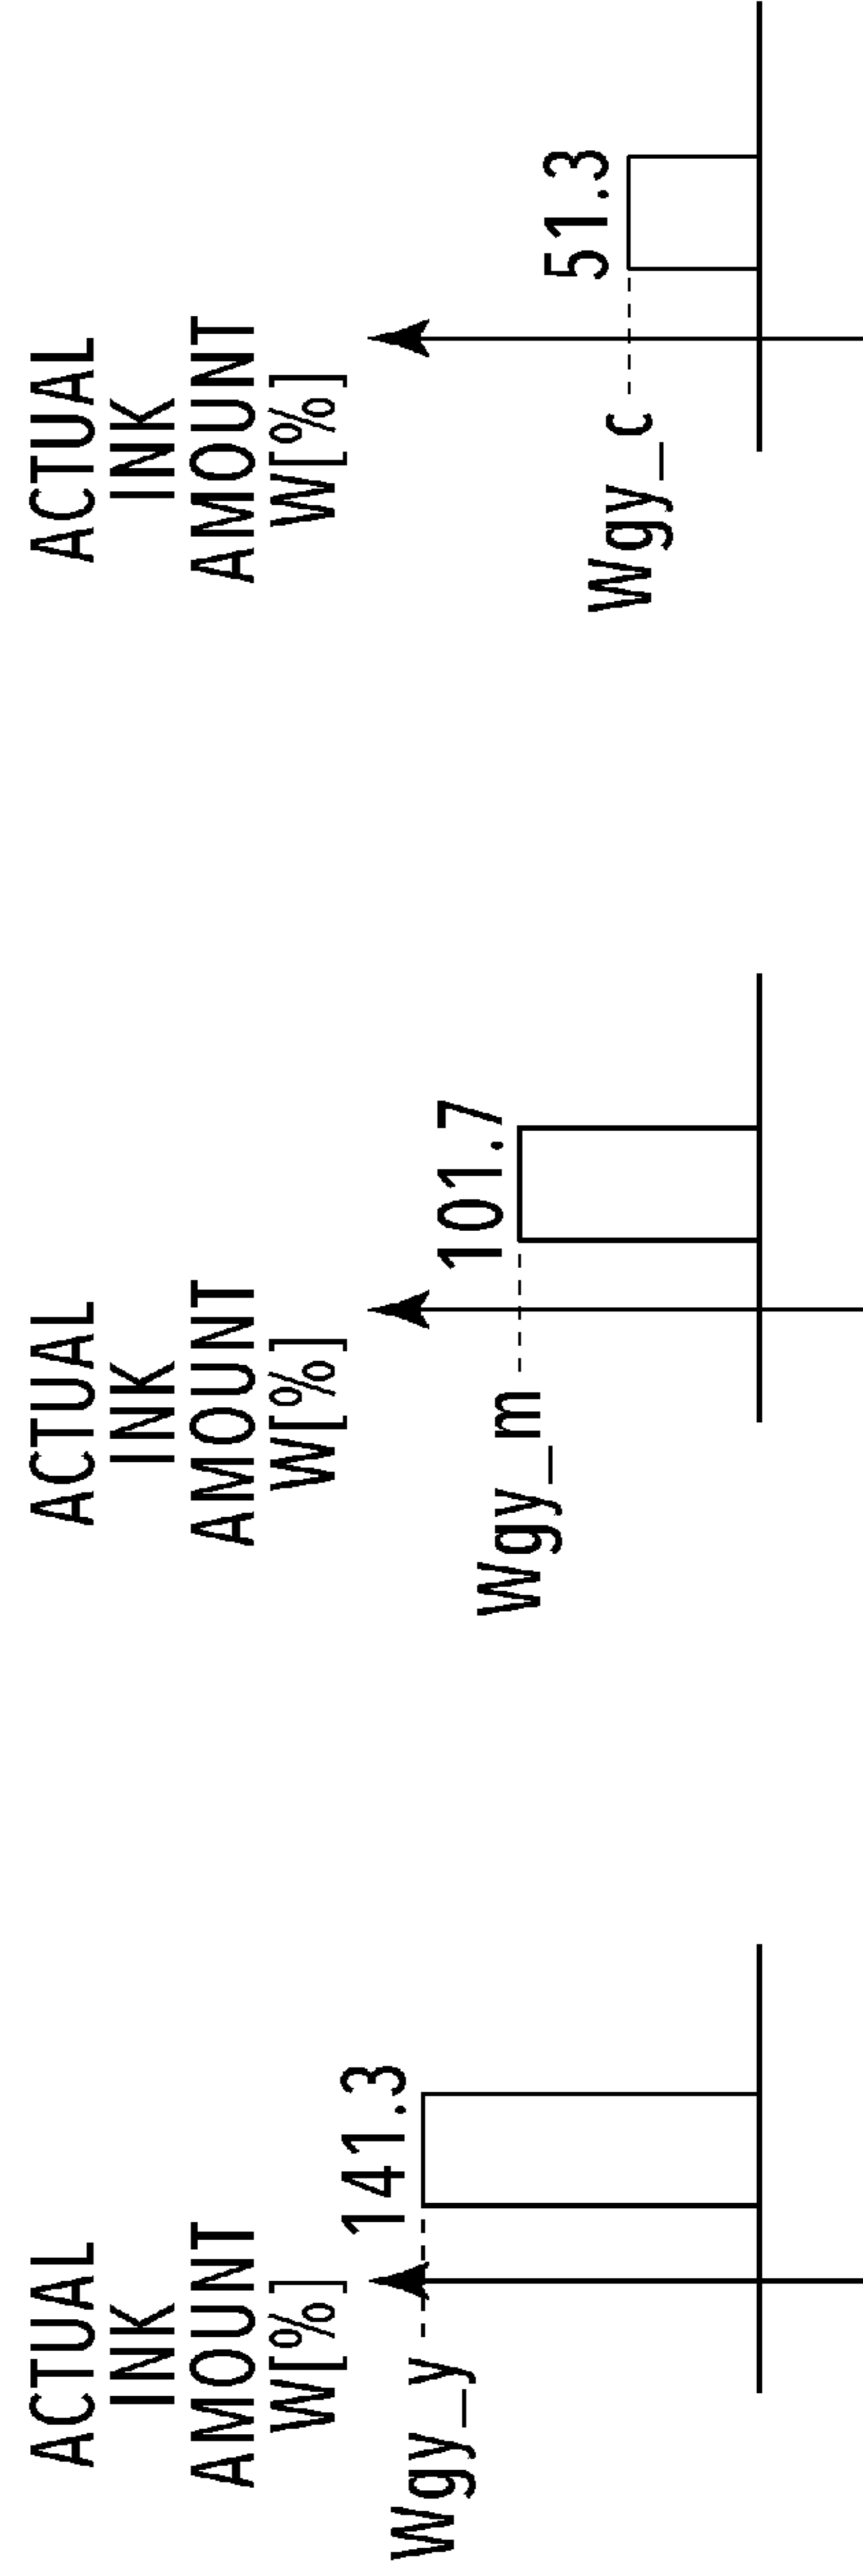 ACTUAL
INK
AMOUNT
W[%]
141.3
Wgy_y
ACTUAL
INK
AMOUNT
W[%]
101.7
Wgy_m
ACTUAL
INK
AMOUNT
W[%]
51.3
Wgy_c